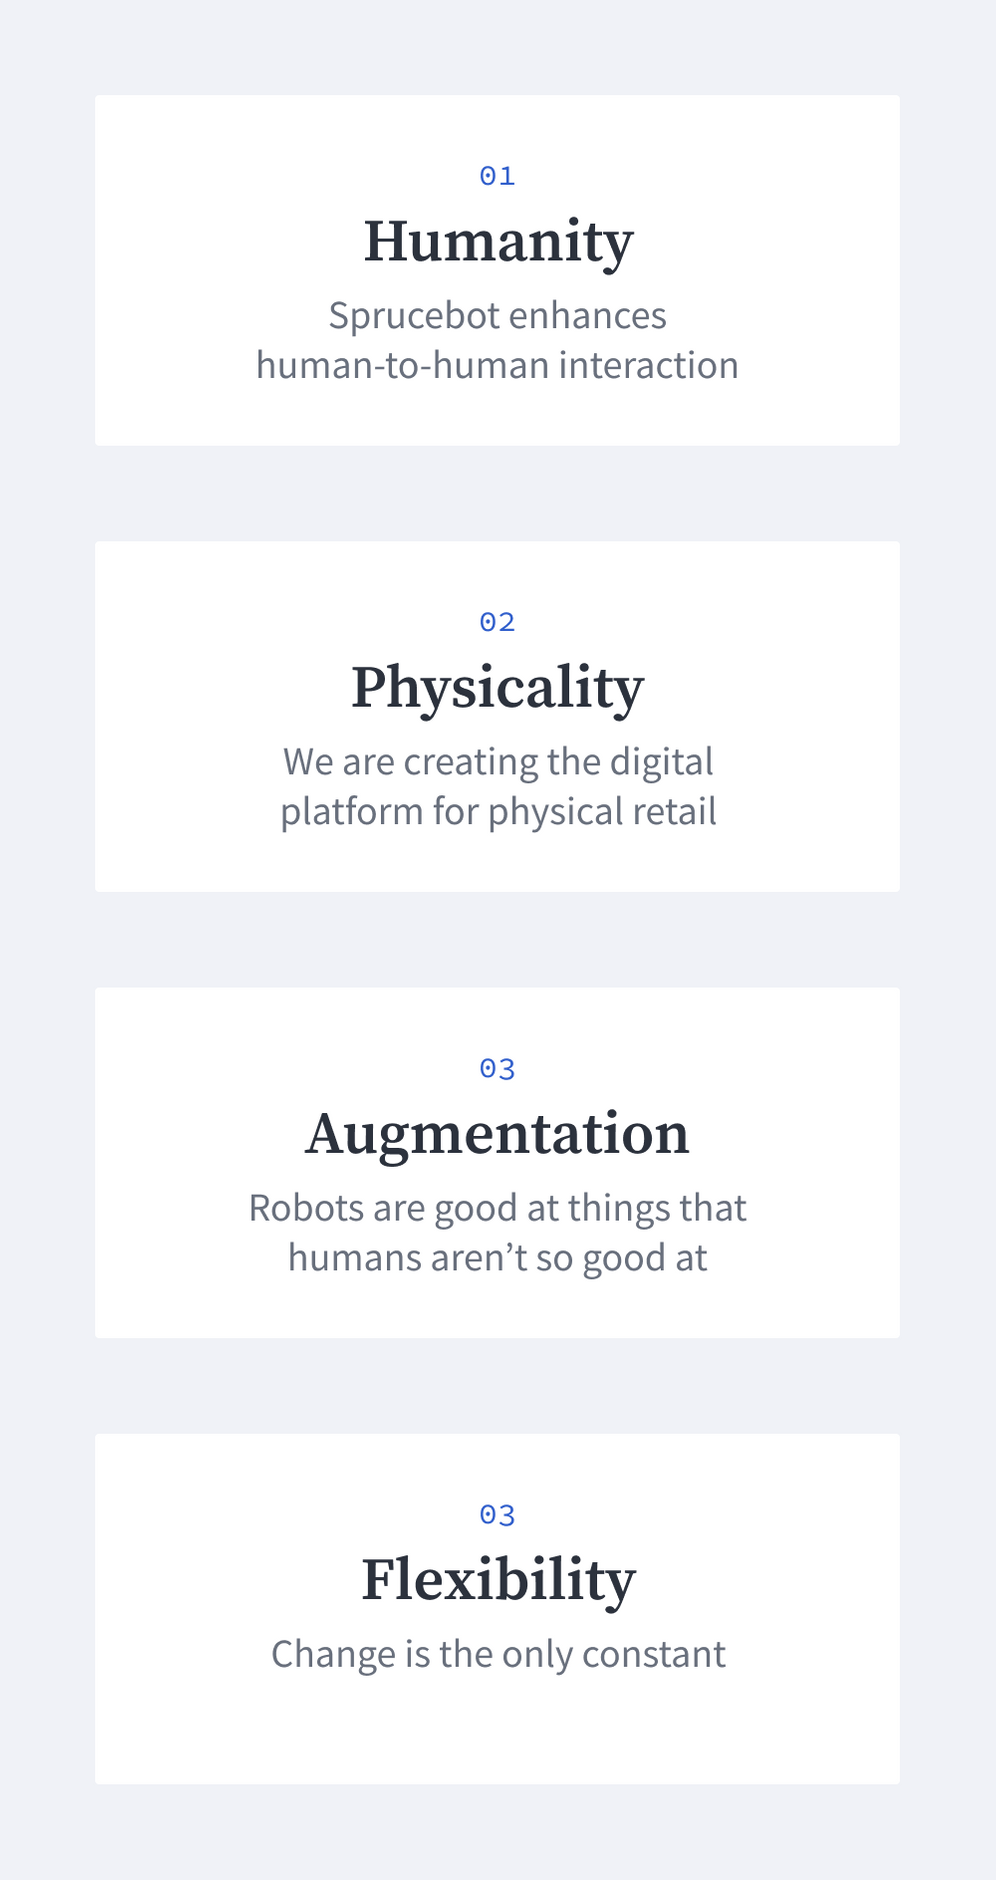 01
Humanity
Sprucebot enhances
human-to-human interaction
02
Physicality
We are creating the digital
platform for physical retail
03
Augmentation
Robots are good at things that
humans aren’t so good at
03
Flexibility
Change is the only constant